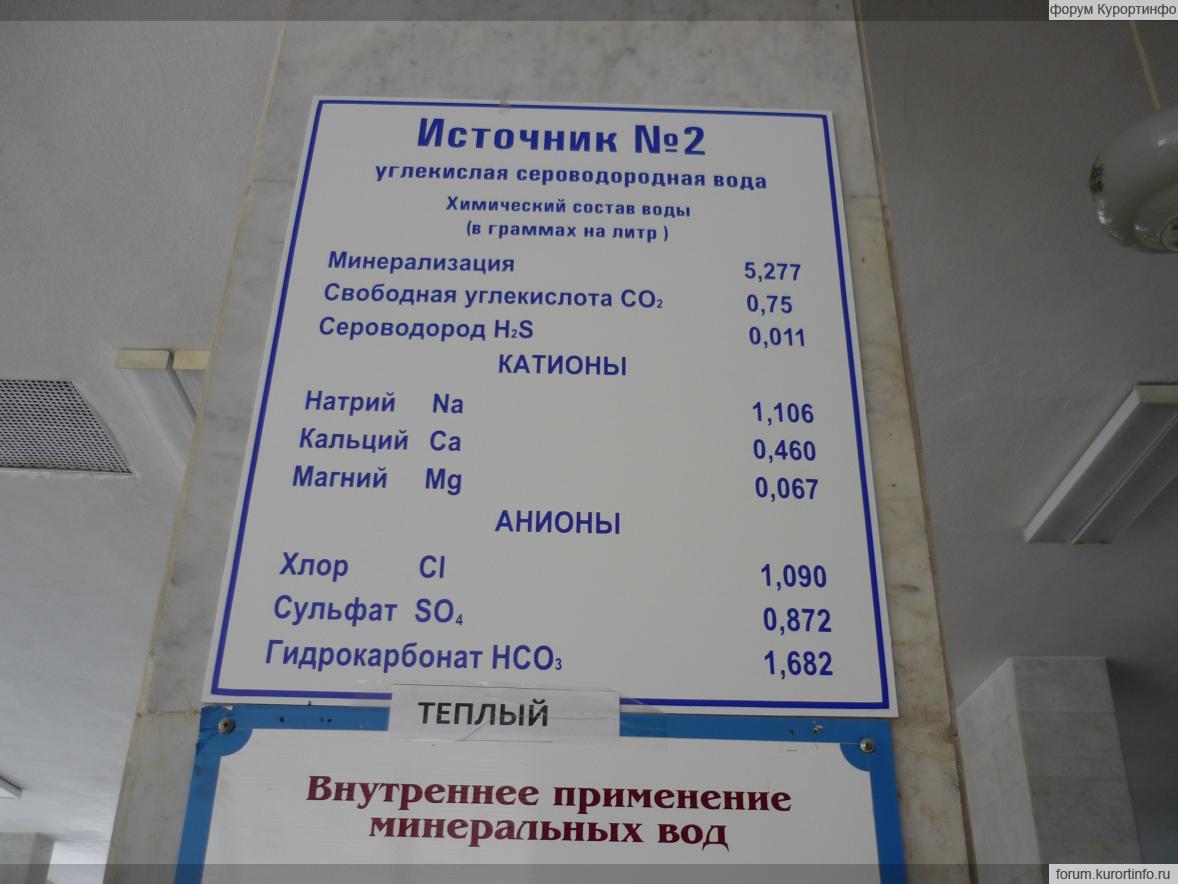 форум Курортинфо
Источник №2
углекислая сероводородная вода
Химический состав воды
(в граммах на литр )
Минерализация 5,277
Свободная углекислота CO₂ 0,75
Сероводород H₂S 0,011
КАТИОНЫ
Натрий Na 1,106
Кальций Ca 0,460
Магний Mg 0,067
АНИОНЫ
Хлор Cl 1,090
Сульфат SO₄ 0,872
Гидрокарбонат HCO₃ 1,682
ТЕПЛЫЙ
Внутреннее применение
минеральных вод
forum.kurortinfo.ru